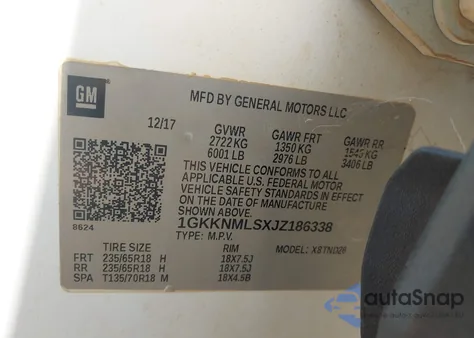 GM
MFD BY GENERAL MOTORS LLC
12/17 GVWR GAWR FRT GAWR RR
2722 KG 1350 KG 1545 KG
6001 LB 2976 LB 3406 LB
THIS VEHICLE CONFORMS TO ALL
APPLICABLE U.S. FEDERAL MOTOR
VEHICLE SAFETY STANDARDS IN EFFECT
ON THE DATE OF MANUFACTURE
SHOWN ABOVE.
8624 1GKKNMLSXJZ186338
TYPE: M.P.V. MODEL:
TIRE SIZE RIM
FRT 235/65R18 H 18X7.5J
RR 235/65R18 H 18X7.5J
SPA T135/70R18 M 18X4.5B
autaSnap